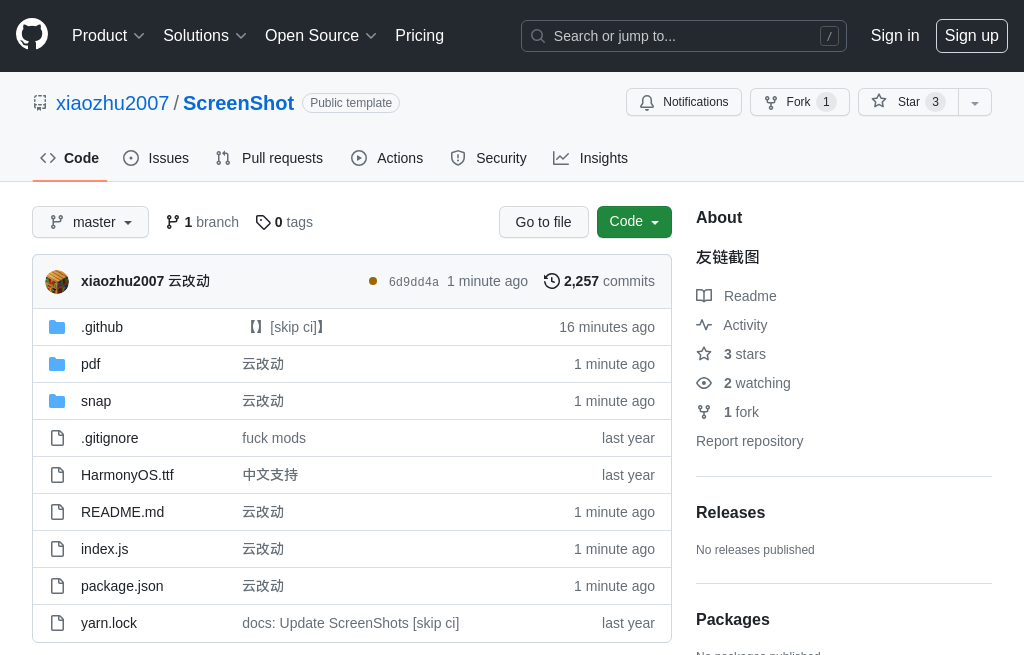 Product Solutions Open Source Pricing Search or jump to... / Sign in Sign up
xiaozhu2007 / ScreenShot Public template Notifications Fork 1 Star 3
Code Issues Pull requests Actions Security Insights
master 1 branch 0 tags Go to file Code
xiaozhu2007 云改动 6d9dd4a 1 minute ago 2,257 commits
.github 【】[skip ci]】 16 minutes ago
pdf 云改动 1 minute ago
snap 云改动 1 minute ago
.gitignore fuck mods last year
HarmonyOS.ttf 中文支持 last year
README.md 云改动 1 minute ago
index.js 云改动 1 minute ago
package.json 云改动 1 minute ago
yarn.lock docs: Update ScreenShots [skip ci] last year
About
友链截图
Readme
Activity
3 stars
2 watching
1 fork
Report repository
Releases
No releases published
Packages
No packages published